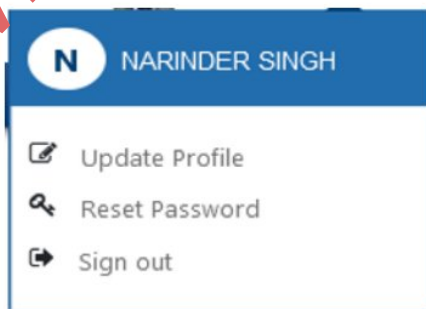 N NARINDER SINGH
Update Profile
Reset Password
Sign out